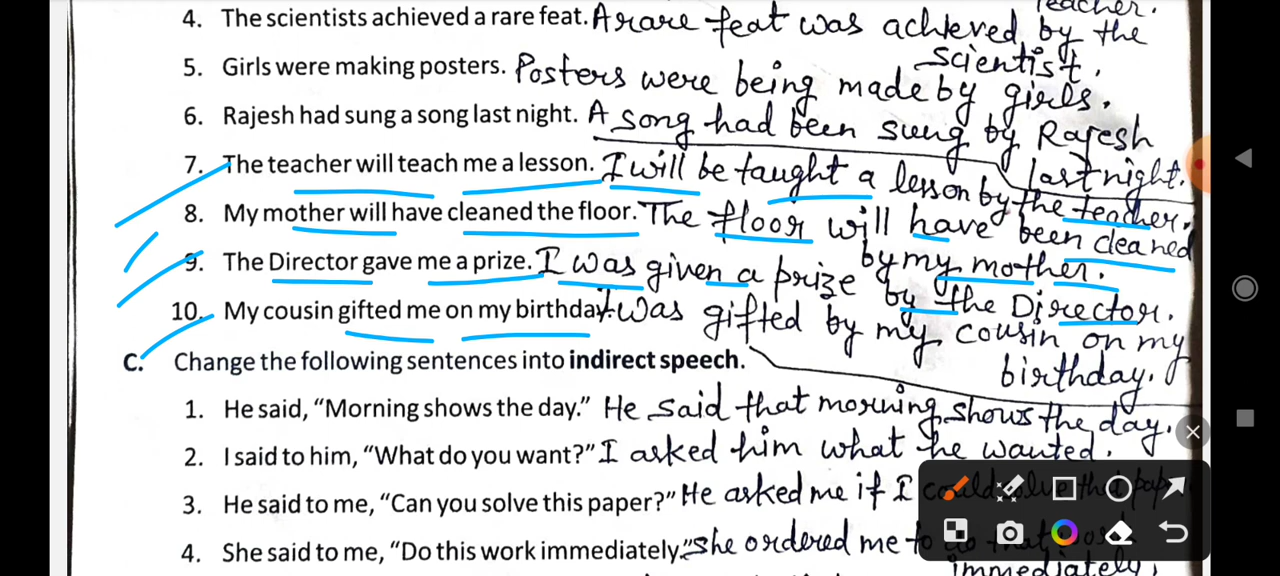 teacher.
4. The scientists achieved a rare feat. A rare feat was achieved by the
scientist.
5. Girls were making posters. Posters were being made by girls.
6. Rajesh had sung a song last night. A song had been sung by Rajesh
last night.
7. The teacher will teach me a lesson. I will be taught a lesson by the teacher.
8. My mother will have cleaned the floor. The floor will have been cleaned
by my mother.
9. The Director gave me a prize. I was given a prize by the Director.
10. My cousin gifted me on my birthday. I was gifted by my cousin on my
birthday.
C. Change the following sentences into indirect speech.
1. He said, “Morning shows the day.” He said that morning shows the day.
2. I said to him, “What do you want?” I asked him what he wanted.
3. He said to me, “Can you solve this paper?” He asked me if I could solve that
4. She said to me, “Do this work immediately.” She ordered me to do that
immediately.